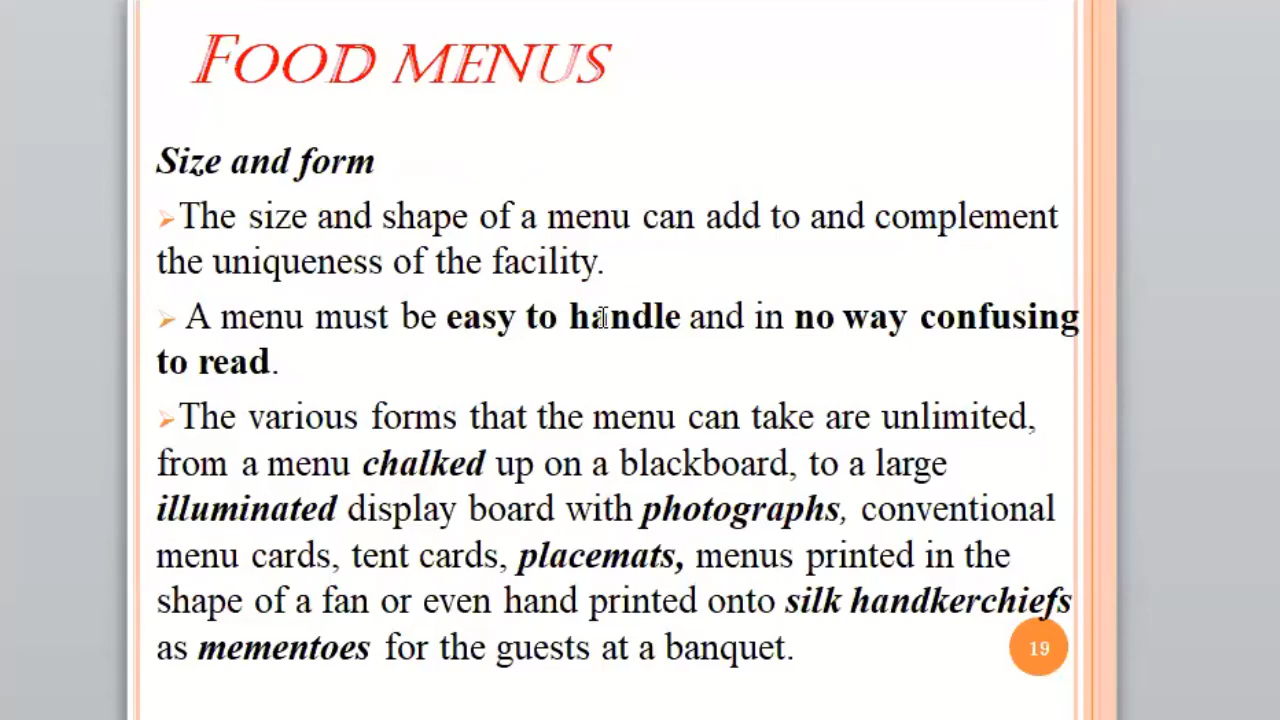 FOOD MENUS
Size and form
The size and shape of a menu can add to and complement
the uniqueness of the facility.
A menu must be easy to handle and in no way confusing
to read.
The various forms that the menu can take are unlimited,
from a menu chalked up on a blackboard, to a large
illuminated display board with photographs, conventional
menu cards, tent cards, placemats, menus printed in the
shape of a fan or even hand printed onto silk handkerchiefs
as mementoes for the guests at a banquet.
19